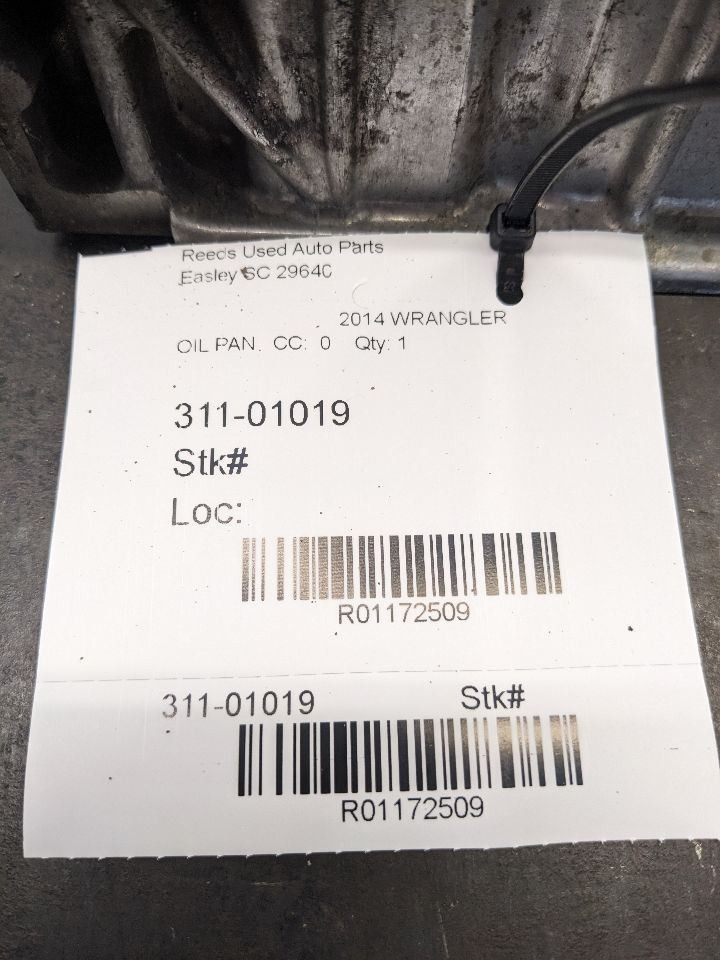 Reeds Used Auto Parts
Easley SC 29640
2014 WRANGLER
OIL PAN. CC: 0 Qty: 1
311-01019
Stk#
Loc:
R01172509
311-01019 Stk#
R01172509